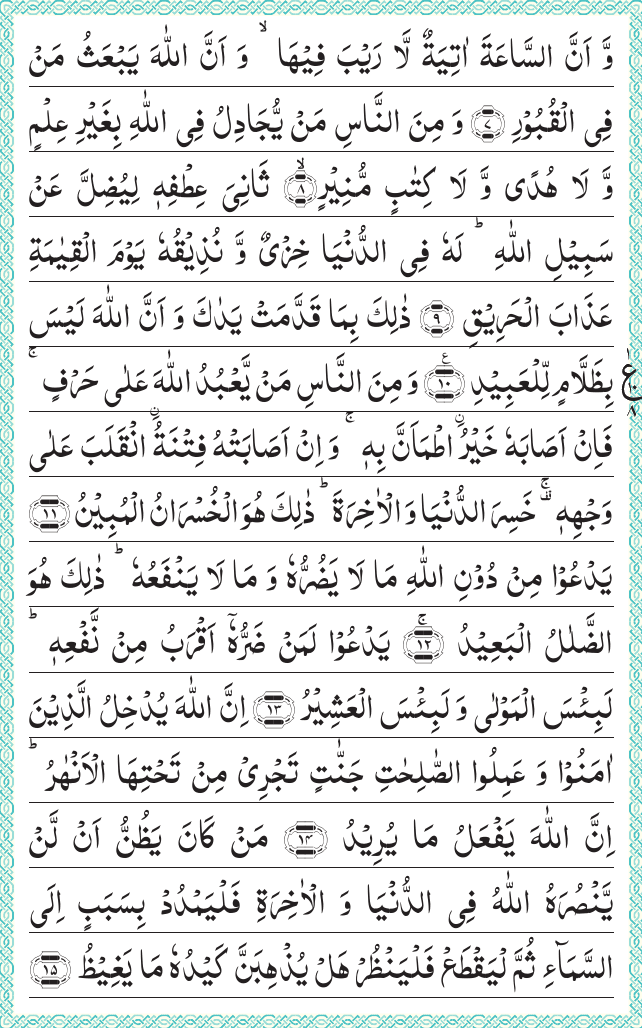 وَّ اَنَّ السَّاعَةَ اٰتِيَةٌ لَّا رَيْبَ فِيْهَا ۙ وَ اَنَّ اللّٰهَ يَبْعَثُ مَنْ
فِى الْقُبُوْرِ ﴿۷﴾ وَ مِنَ النَّاسِ مَنْ يُّجَادِلُ فِى اللّٰهِ بِغَيْرِ عِلْمٍ
وَّ لَا هُدًى وَّ لَا كِتٰبٍ مُّنِيْرٍ ۙ﴿۸﴾ ثَانِىَ عِطْفِهٖ لِيُضِلَّ عَنْ
سَبِيْلِ اللّٰهِ ؕ لَهٗ فِى الدُّنْيَا خِزْىٌ وَّ نُذِيْقُهٗ يَوْمَ الْقِيٰمَةِ
عَذَابَ الْحَرِيْقِ ﴿۹﴾ ذٰلِكَ بِمَا قَدَّمَتْ يَدٰكَ وَ اَنَّ اللّٰهَ لَيْسَ
بِظَلَّامٍ لِّلْعَبِيْدِ ﴿۱۰﴾ع وَ مِنَ النَّاسِ مَنْ يَّعْبُدُ اللّٰهَ عَلٰى حَرْفٍ ۚ
فَاِنْ اَصَابَهٗ خَيْرُ ۨاطْمَاَنَّ بِهٖ ۚ وَ اِنْ اَصَابَتْهُ فِتْنَةُ ۨانْقَلَبَ عَلٰى
وَجْهِهٖ ۚ۟ خَسِرَ الدُّنْيَا وَ الْاٰخِرَةَ ؕ ذٰلِكَ هُوَ الْخُسْرَانُ الْمُبِيْنُ ﴿۱۱﴾
يَدْعُوْا مِنْ دُوْنِ اللّٰهِ مَا لَا يَضُرُّهٗ وَ مَا لَا يَنْفَعُهٗ ؕ ذٰلِكَ هُوَ
الضَّلٰلُ الْبَعِيْدُ ۚ﴿۱۲﴾ يَدْعُوْا لَمَنْ ضَرُّهٗۤ اَقْرَبُ مِنْ نَّفْعِهٖ ؕ
لَبِئْسَ الْمَوْلٰى وَ لَبِئْسَ الْعَشِيْرُ ﴿۱۳﴾ اِنَّ اللّٰهَ يُدْخِلُ الَّذِيْنَ
اٰمَنُوْا وَ عَمِلُوا الصّٰلِحٰتِ جَنّٰتٍ تَجْرِىْ مِنْ تَحْتِهَا الْاَنْهٰرُ ؕ
اِنَّ اللّٰهَ يَفْعَلُ مَا يُرِيْدُ ﴿۱۴﴾ مَنْ كَانَ يَظُنُّ اَنْ لَّنْ
يَّنْصُرَهُ اللّٰهُ فِى الدُّنْيَا وَ الْاٰخِرَةِ فَلْيَمْدُدْ بِسَبَبٍ اِلَى
السَّمَآءِ ثُمَّ لْيَقْطَعْ فَلْيَنْظُرْ هَلْ يُذْهِبَنَّ كَيْدُهٗ مَا يَغِيْظُ ﴿۱۵﴾